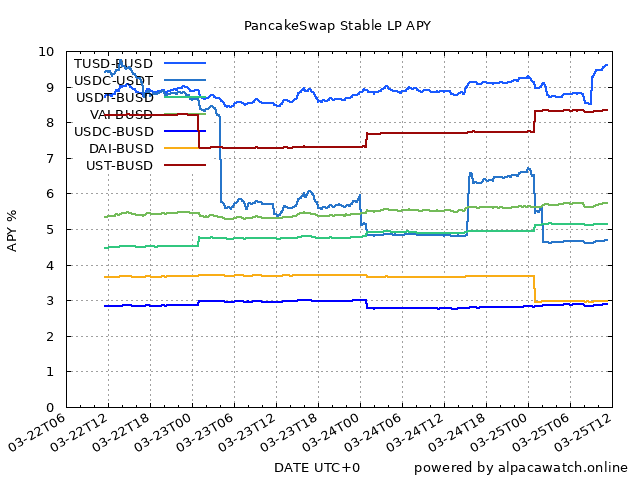 PancakeSwap Stable LP APY
10
9
8
7
6
5
4
3
2
1
0
APY %
TUSD-BUSD
USDC-USDT
USDT-BUSD
VAI-BUSD
USDC-BUSD
DAI-BUSD
UST-BUSD
03-22T06
03-22T12
03-22T18
03-23T00
03-23T06
03-23T12
03-23T18
03-24T00
03-24T06
03-24T12
03-24T18
03-25T00
03-25T06
03-25T12
DATE UTC+0
powered by alpacawatch.online